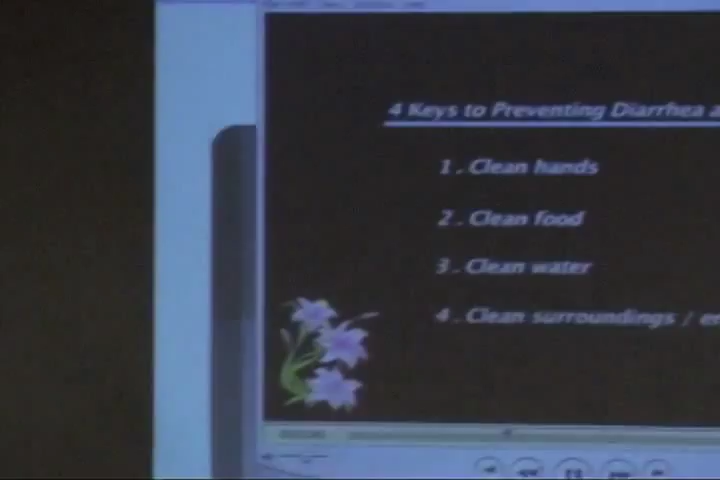 4 Keys to Preventing Diarrhea a
1 . Clean hands
2 . Clean food
3 . Clean water
4 . Clean surroundings / e